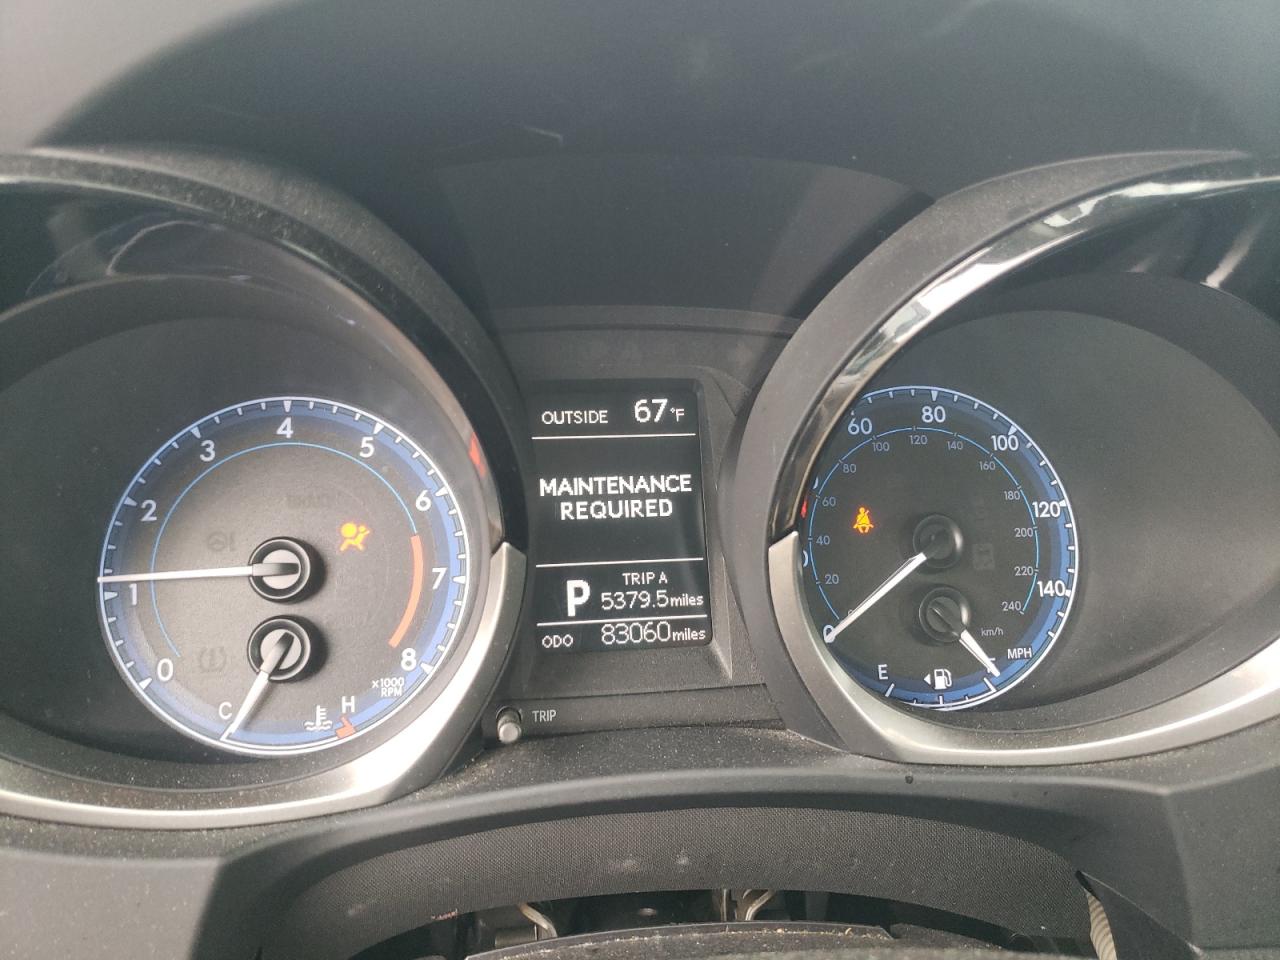 4
3
5
2
6
1
7
0
8
x1000
RPM
C
H
OUTSIDE 67°F
MAINTENANCE
REQUIRED
P
TRIP A
5379.5 miles
ODO 83060 miles
TRIP
60
80
100
120
140
0
20
40
60
80
100
120
140
160
180
200
220
240
km/h
MPH
E